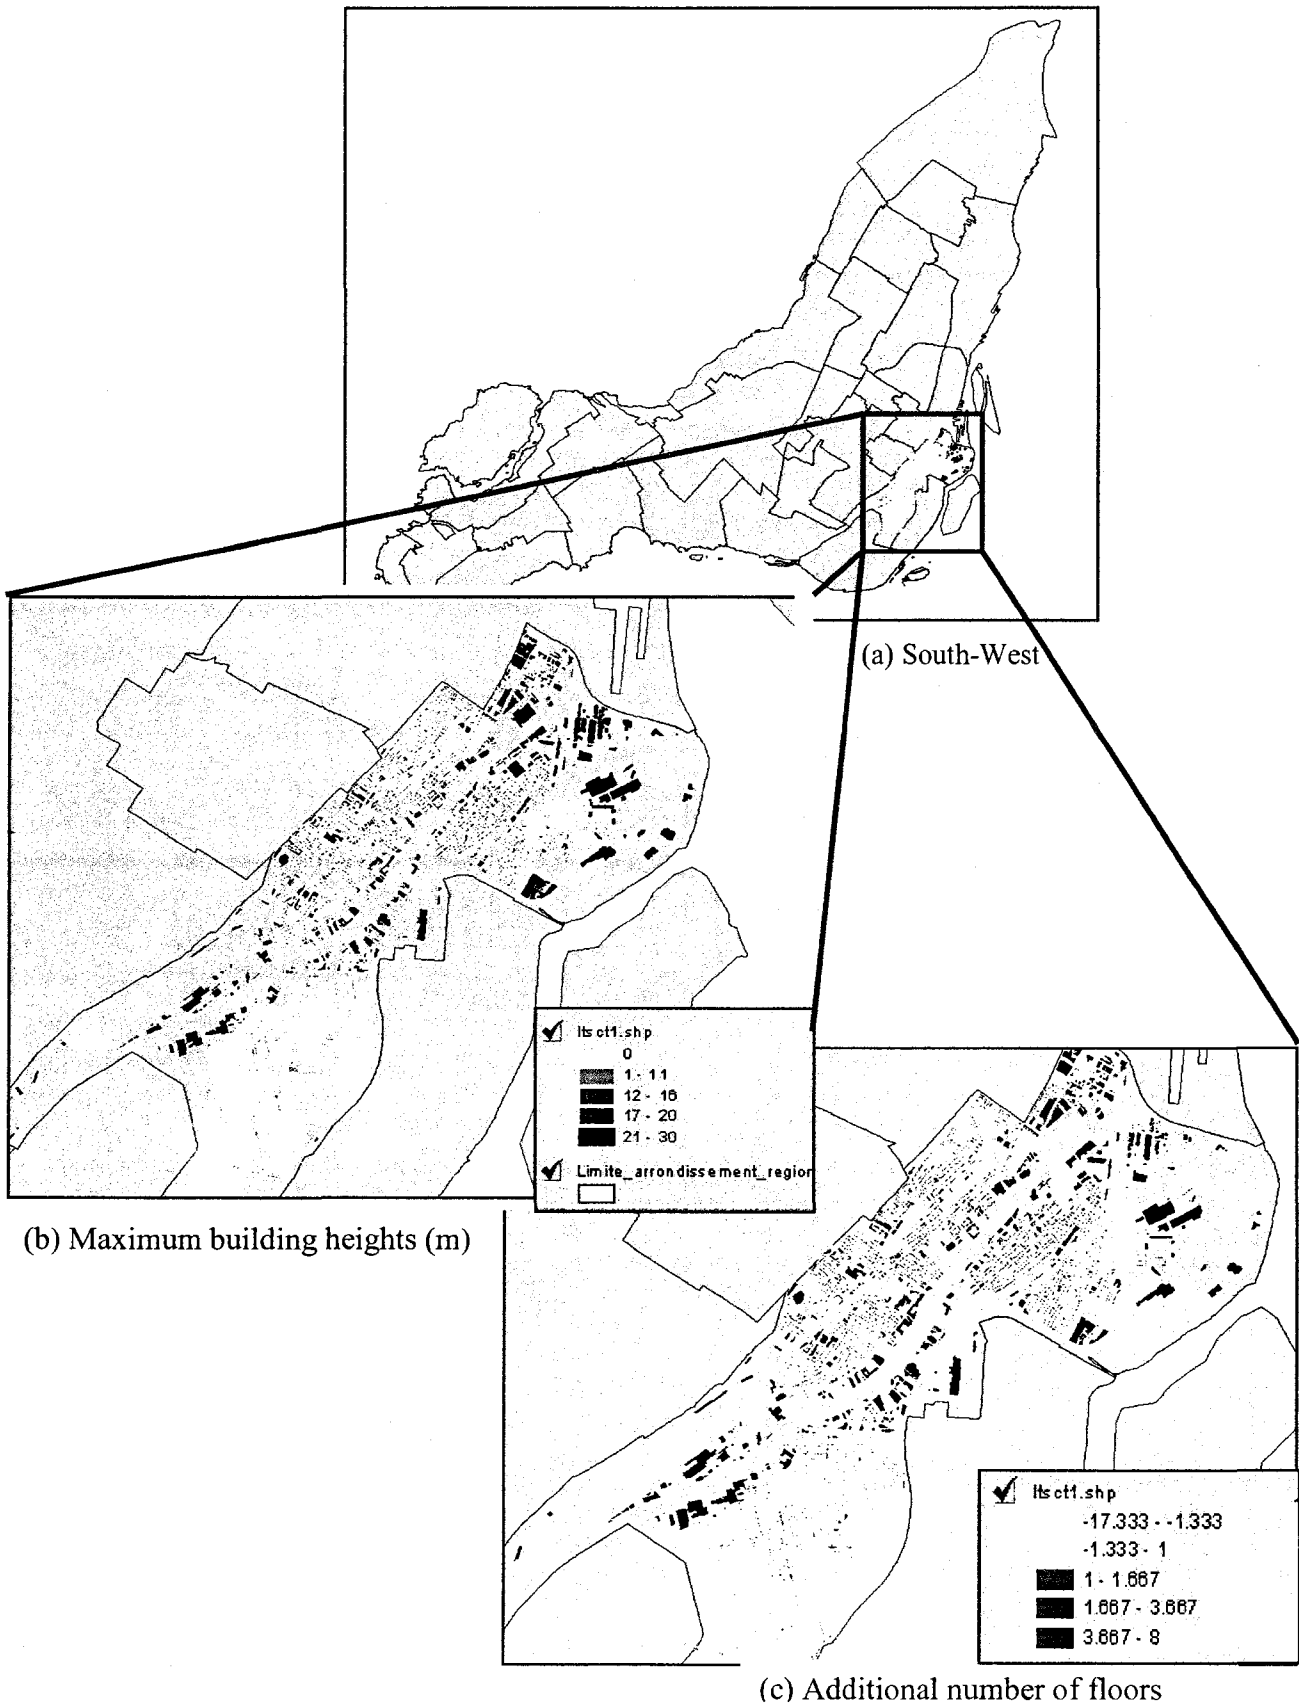 (a) South-West
ltsct1.shp
0
1 - 11
12 - 16
17 - 20
21 - 30
Limite_arrondissement_region
(b) Maximum building heights (m)
ltsct1.shp
-17.333 - -1.333
-1.333 - 1
1 - 1.667
1.667 - 3.667
3.667 - 8
(c) Additional number of floors